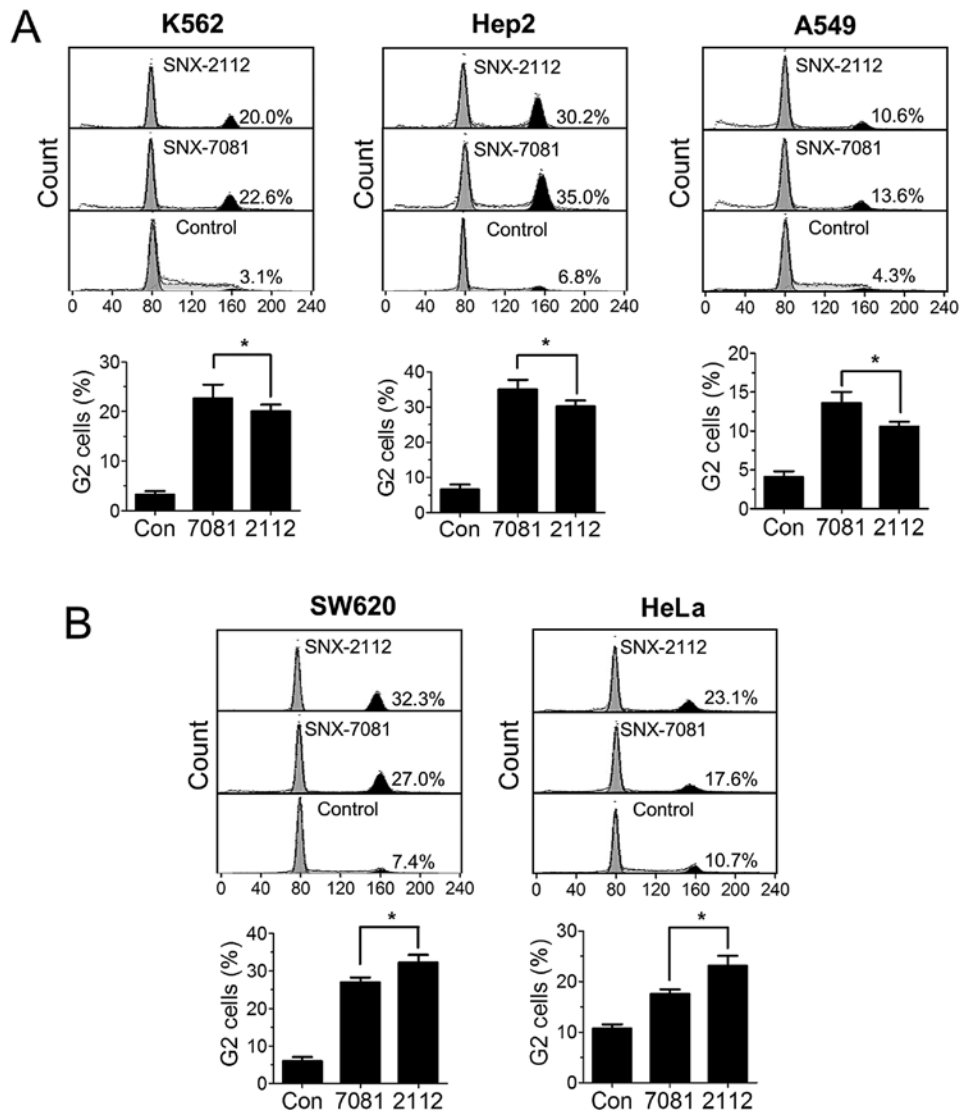 A
K562
Hep2
A549
Count
SNX-2112
20.0%
SNX-7081
22.6%
Control
3.1%
0 40 80 120 160 200 240
SNX-2112
30.2%
SNX-7081
35.0%
Control
6.8%
0 40 80 120 160 200 240
Count
SNX-2112
10.6%
SNX-7081
13.6%
Control
4.3%
0 40 80 120 160 200 240
G2 cells (%)
30
20
10
0
*
Con 7081 2112
G2 cells (%)
40
30
20
10
0
*
Con 7081 2112
G2 cells (%)
15
10
5
0
*
Con 7081 2112
B
SW620
HeLa
Count
SNX-2112
32.3%
SNX-7081
27.0%
Control
7.4%
0 40 80 120 160 200 240
Count
SNX-2112
23.1%
SNX-7081
17.6%
Control
10.7%
0 40 80 120 160 200 240
G2 cells (%)
40
30
20
10
0
*
Con 7081 2112
G2 cells (%)
30
20
10
0
*
Con 7081 2112